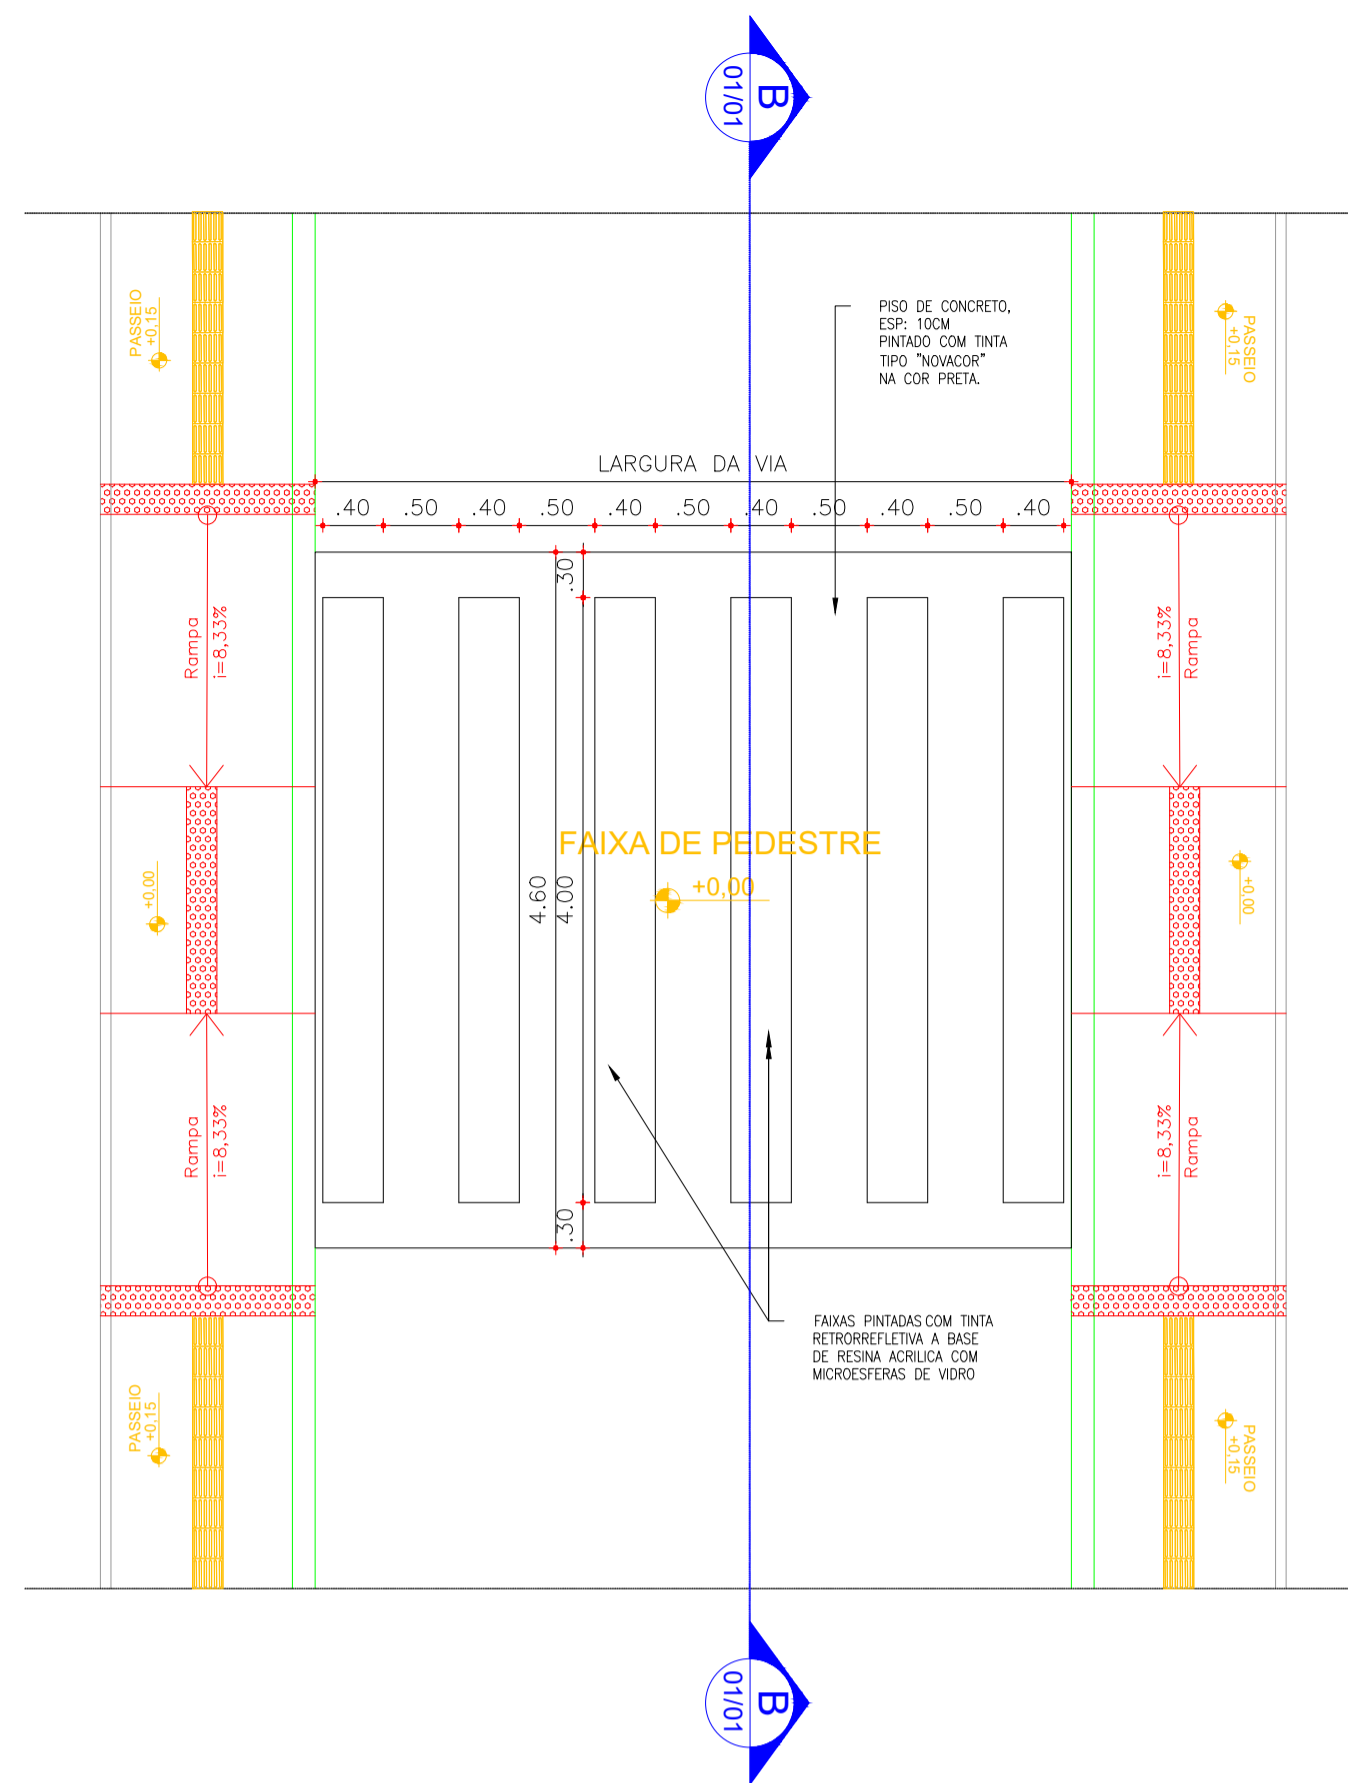 B
01/01
PASSEIO
+0,15
PISO DE CONCRETO,
ESP: 10CM
PINTADO COM TINTA
TIPO "NOVACOR"
NA COR PRETA.
PASSEIO
+0,15
LARGURA DA VIA
.40 .50 .40 .50 .40 .50 .40 .50 .40 .50 .40
.30
Rampa
i=8,33%
i=8,33%
Rampa
FAIXA DE PEDESTRE
+0,00
4.60
4.00
+0,00
+0,00
Rampa
i=8,33%
i=8,33%
Rampa
.30
FAIXAS PINTADAS COM TINTA
RETRORREFLETIVA A BASE
DE RESINA ACRILICA COM
MICROESFERAS DE VIDRO
PASSEIO
+0,15
PASSEIO
+0,15
B
01/01